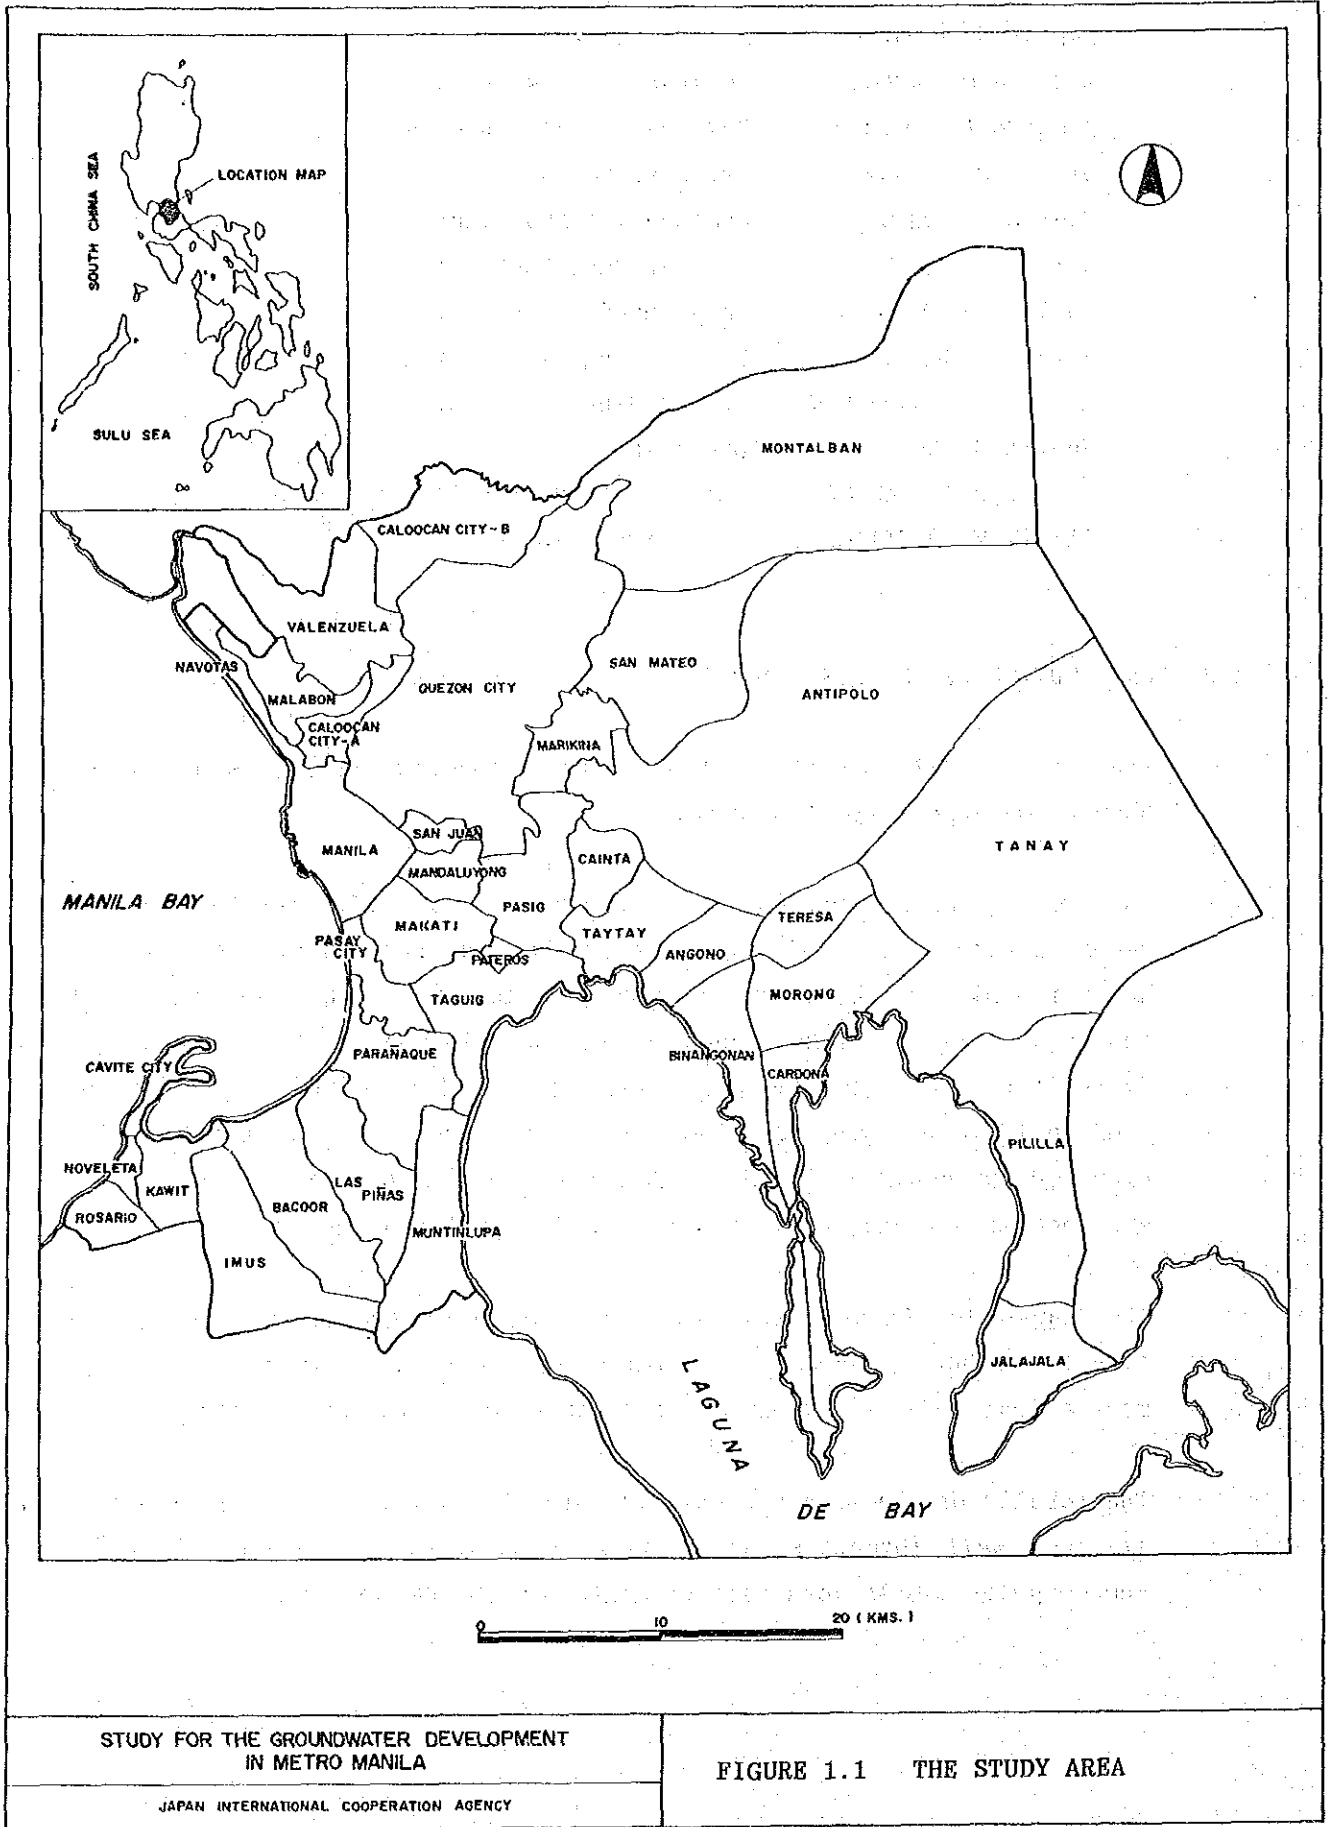 LOCATION MAP
SOUTH CHINA SEA
SULU SEA
MONTALBAN
CALOOCAN CITY-B
VALENZUELA
NAVOTAS
SAN MATEO
QUEZON CITY
ANTIPOLO
MALABON
CALOOCAN
CITY-A
MARIKINA
SAN JUAN
MANILA
CAINTA
TANAY
MANDALUYONG
MANILA BAY
PASIG
MAKATI
TERESA
TAYTAY
PASAY
CITY
ANGONO
PATEROS
MORONG
TAGUIG
PARAÑAQUE
BINANGONAN
CAVITE CITY
CARDONA
PILILLA
NOVELETA
KAWIT
LAS
PIÑAS
BACOOR
ROSARIO
MUNTINLUPA
IMUS
JALAJALA
LAGUNA
DE BAY
0 10 20 (KMS.)
STUDY FOR THE GROUNDWATER DEVELOPMENT
IN METRO MANILA
JAPAN INTERNATIONAL COOPERATION AGENCY
FIGURE 1.1 THE STUDY AREA